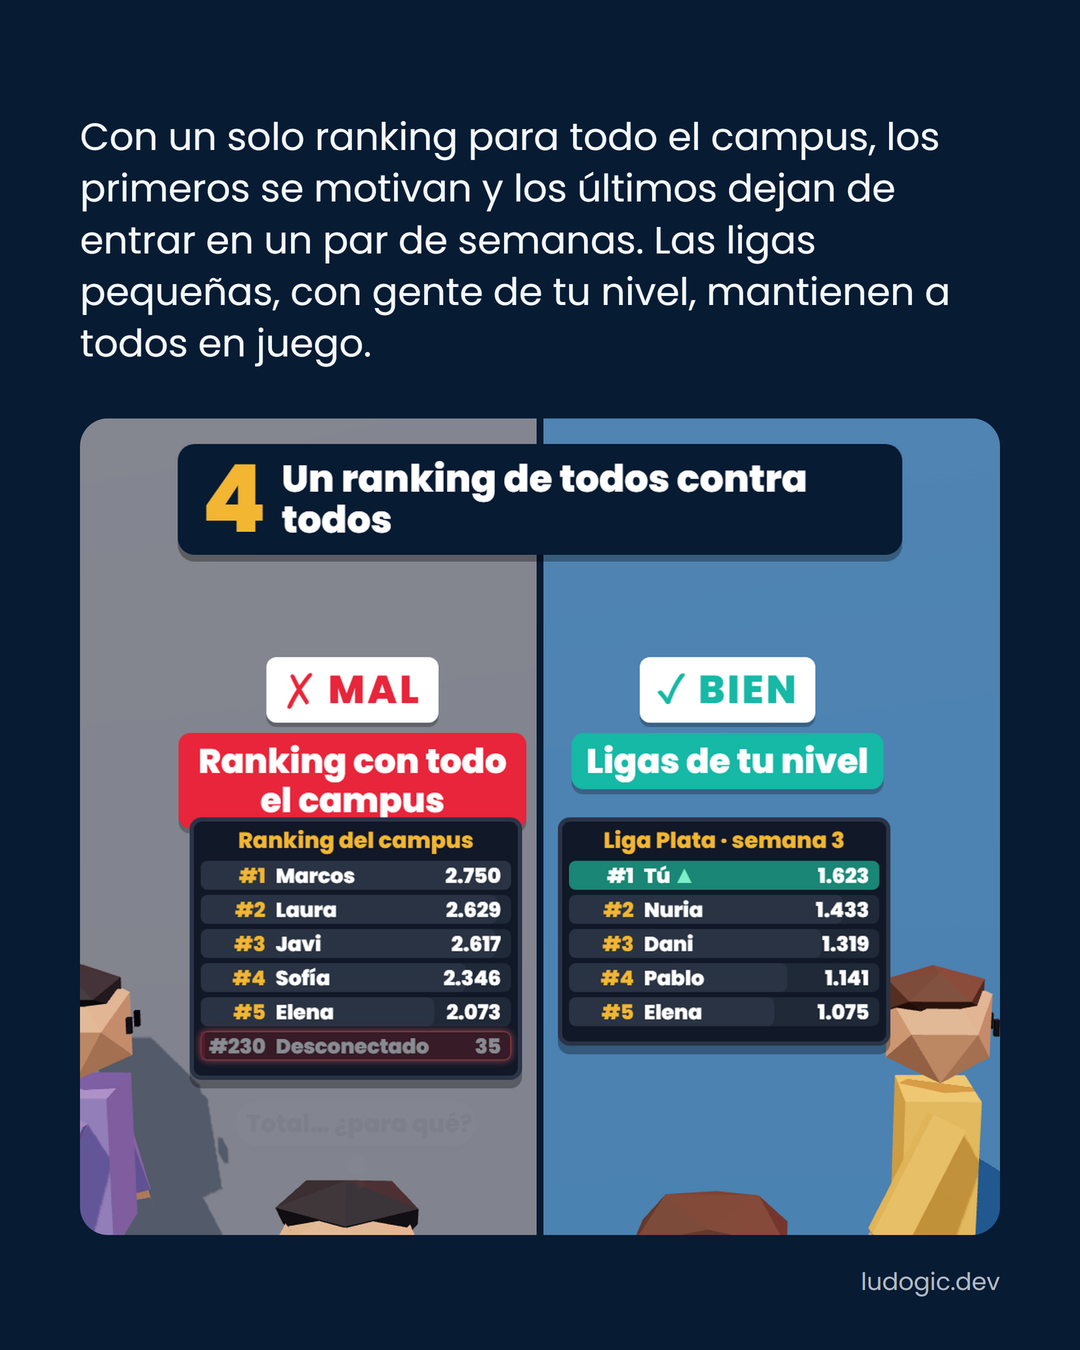 Con un solo ranking para todo el campus, los
primeros se motivan y los últimos dejan de
entrar en un par de semanas. Las ligas
pequeñas, con gente de tu nivel, mantienen a
todos en juego.
4 Un ranking de todos contra
todos
✗ MAL
Ranking con todo
el campus
Ranking del campus
#1 Marcos 2.750
#2 Laura 2.629
#3 Javi 2.617
#4 Sofía 2.346
#5 Elena 2.073
#230 Desconectado 35
Total... ¿para qué?
✓ BIEN
Ligas de tu nivel
Liga Plata · semana 3
#1 Tú ▲ 1.623
#2 Nuria 1.433
#3 Dani 1.319
#4 Pablo 1.141
#5 Elena 1.075
ludogic.dev